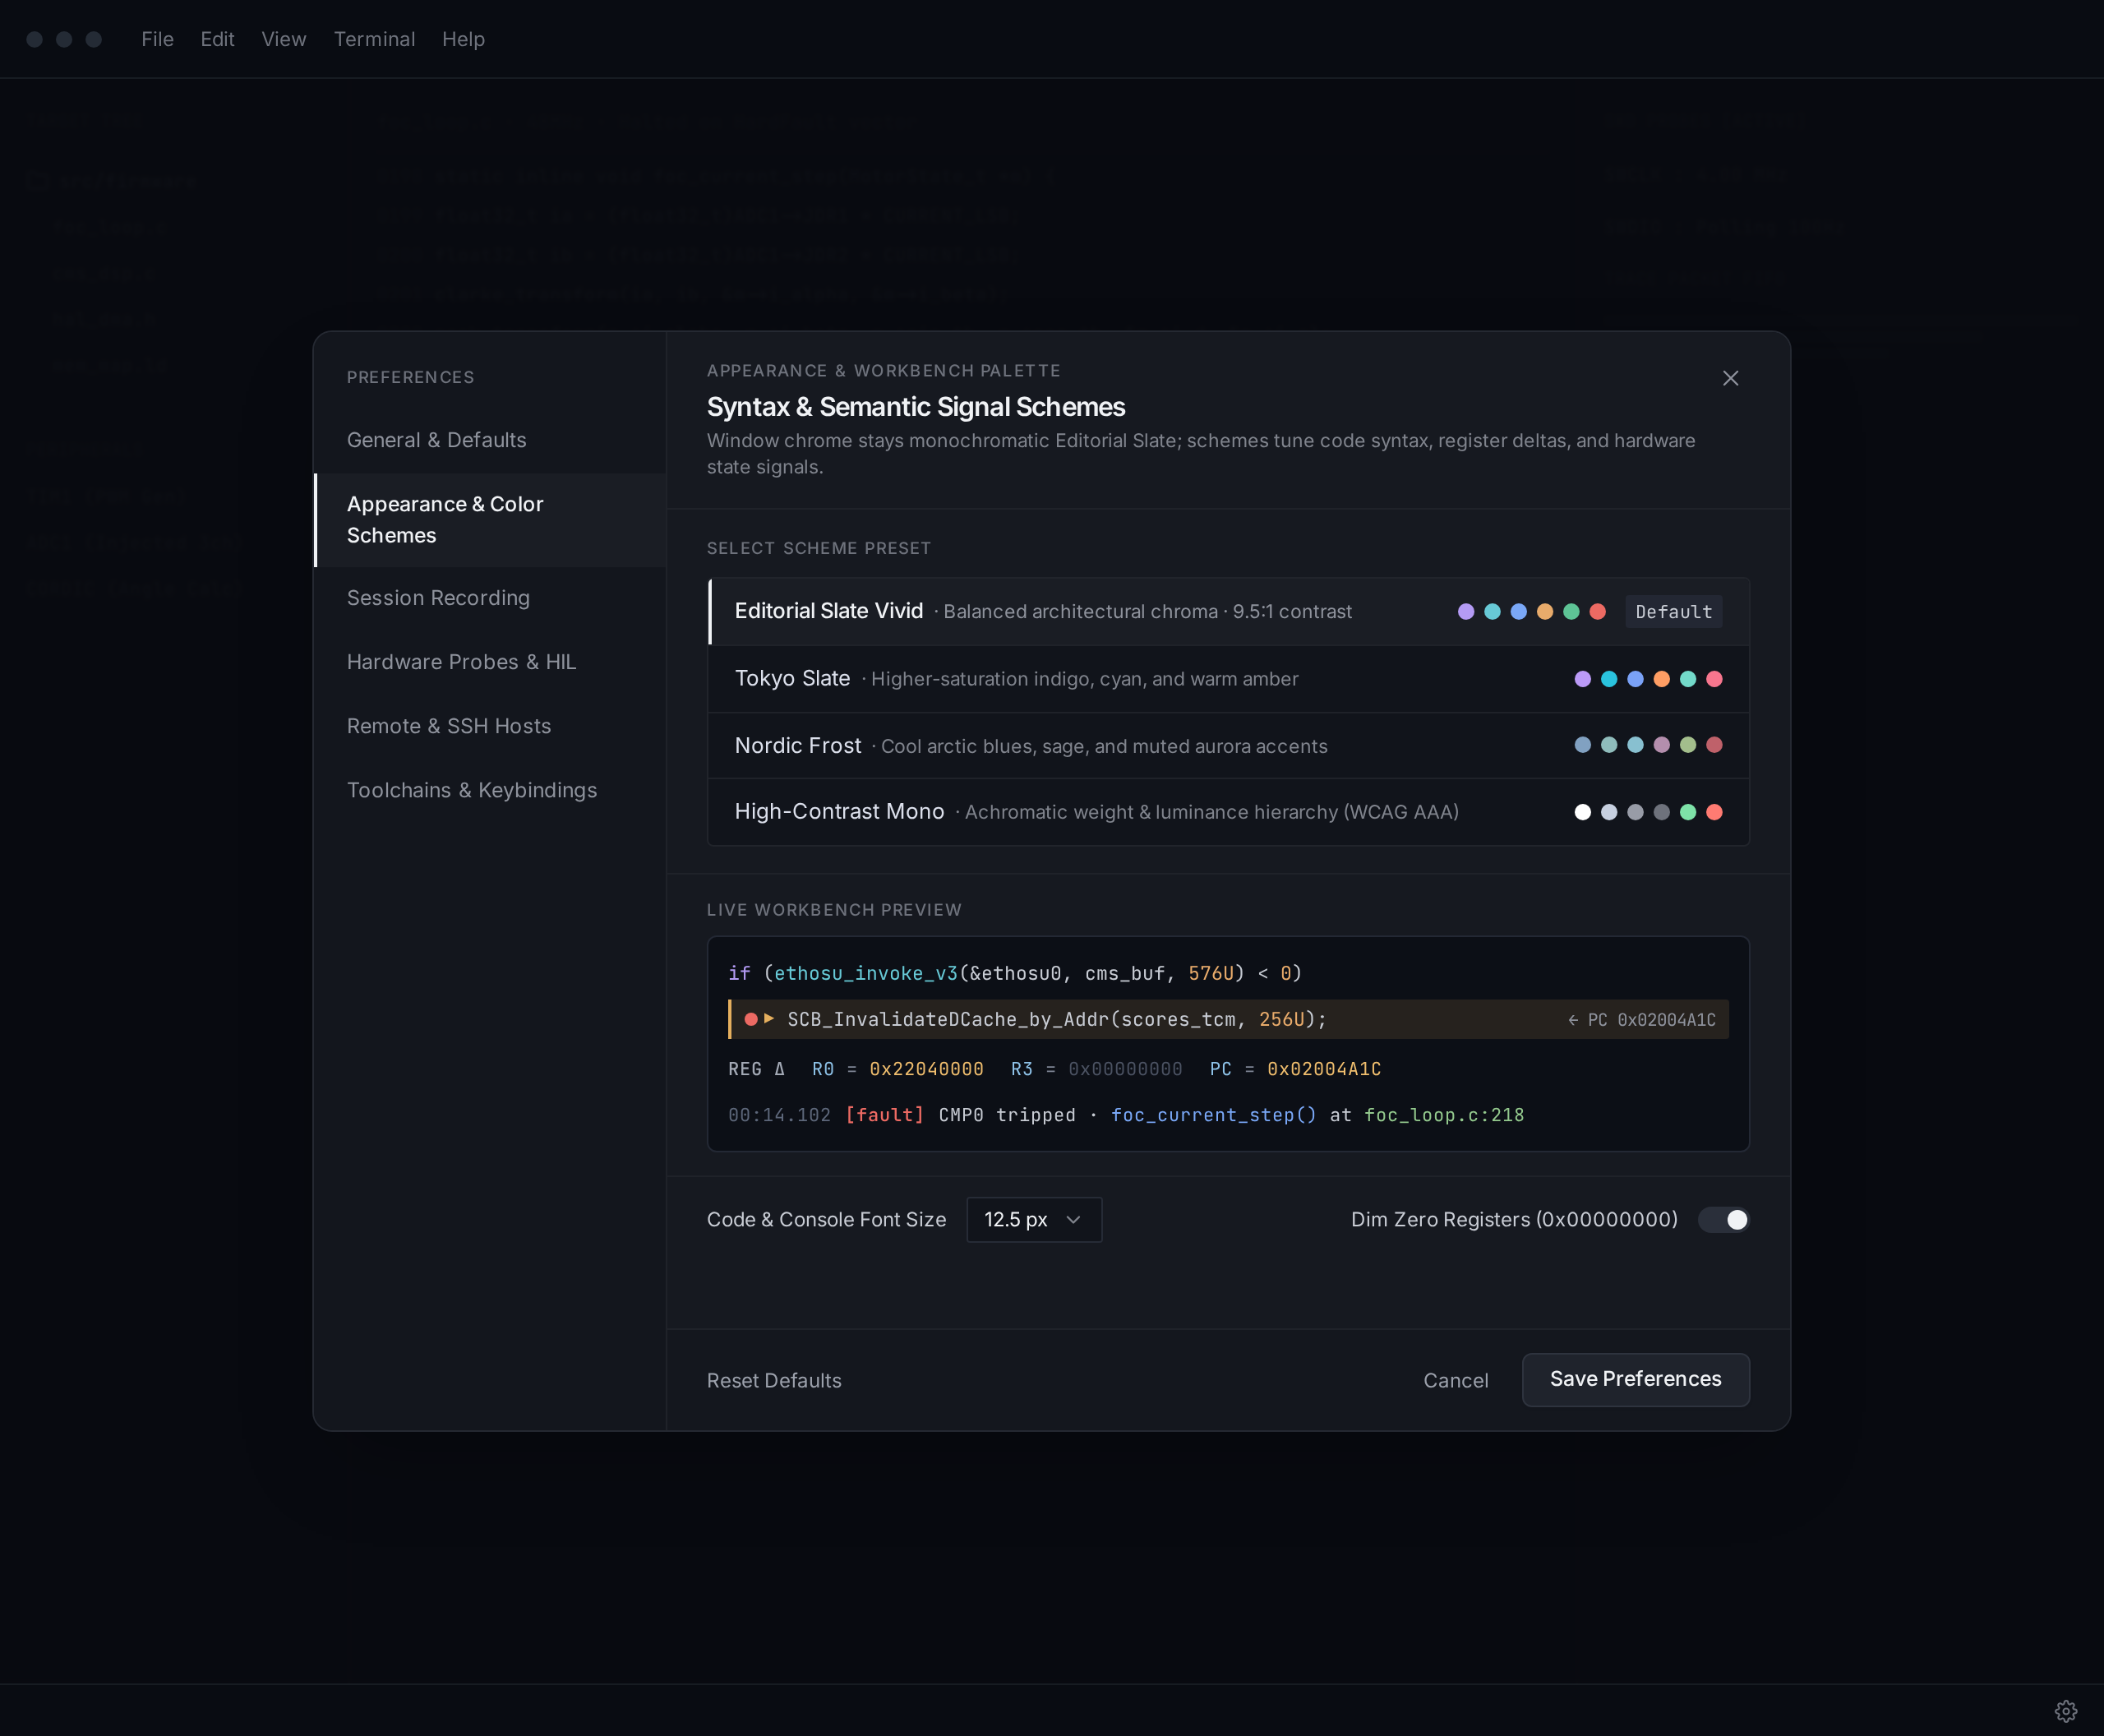 File Edit View Terminal Help
PREFERENCES
General & Defaults
Appearance & Color
Schemes
Session Recording
Hardware Probes & HIL
Remote & SSH Hosts
Toolchains & Keybindings
APPEARANCE & WORKBENCH PALETTE
Syntax & Semantic Signal Schemes
Window chrome stays monochromatic Editorial Slate; schemes tune code syntax, register deltas, and hardware
state signals.
SELECT SCHEME PRESET
Editorial Slate Vivid · Balanced architectural chroma · 9.5:1 contrast Default
Tokyo Slate · Higher-saturation indigo, cyan, and warm amber
Nordic Frost · Cool arctic blues, sage, and muted aurora accents
High-Contrast Mono · Achromatic weight & luminance hierarchy (WCAG AAA)
LIVE WORKBENCH PREVIEW
if (ethosu_invoke_v3(&ethosu0, cms_buf, 576U) < 0)
SCB_InvalidateDCache_by_Addr(scores_tcm, 256U); ← PC 0x02004A1C
REG Δ R0 = 0x22040000 R3 = 0x00000000 PC = 0x02004A1C
00:14.102 [fault] CMP0 tripped · foc_current_step() at foc_loop.c:218
Code & Console Font Size 12.5 px Dim Zero Registers (0x00000000)
Reset Defaults Cancel Save Preferences